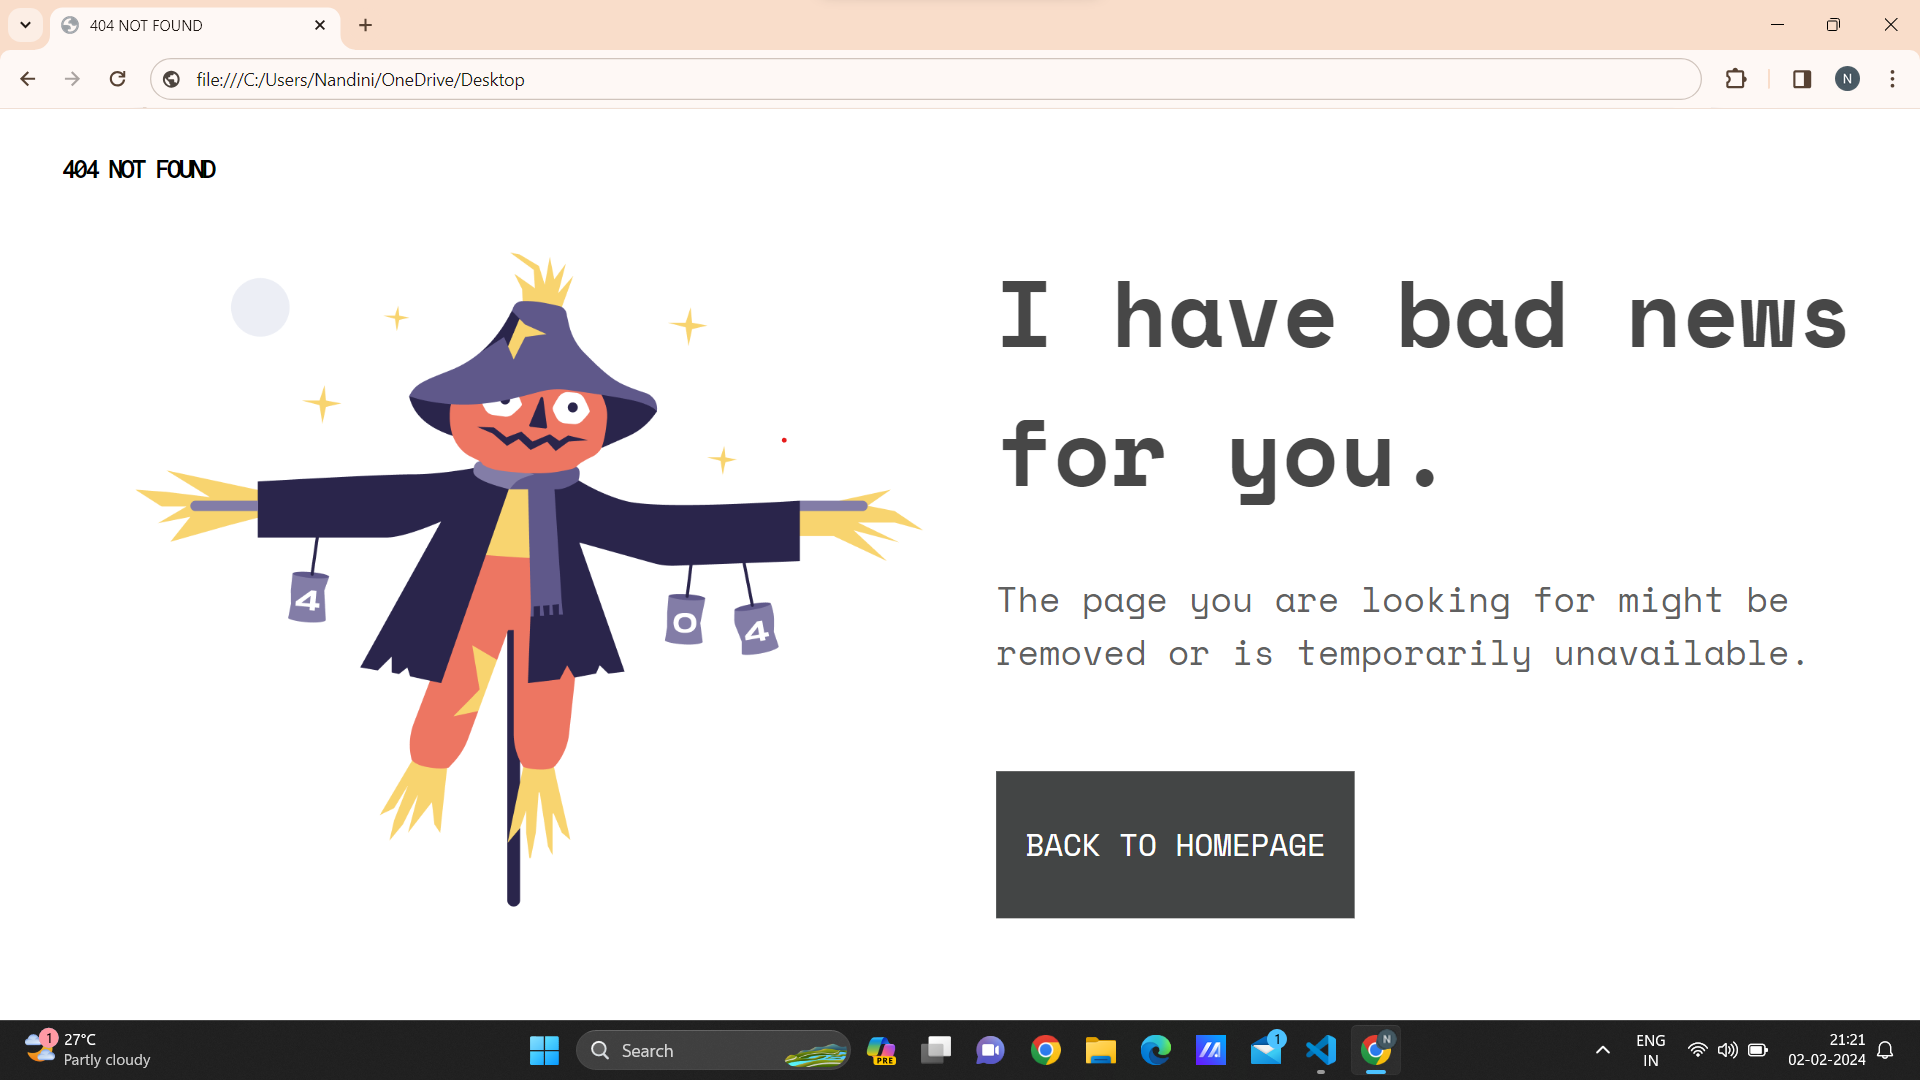 404 NOT FOUND
file:///C:/Users/Nandini/OneDrive/Desktop
N
404 NOT FOUND
I have bad news
for you.
4
0
4
The page you are looking for might be
removed or is temporarily unavailable.
BACK TO HOMEPAGE
1
27°C
Partly cloudy
Search
PRE
1
N
ENG
IN
21:21
02-02-2024